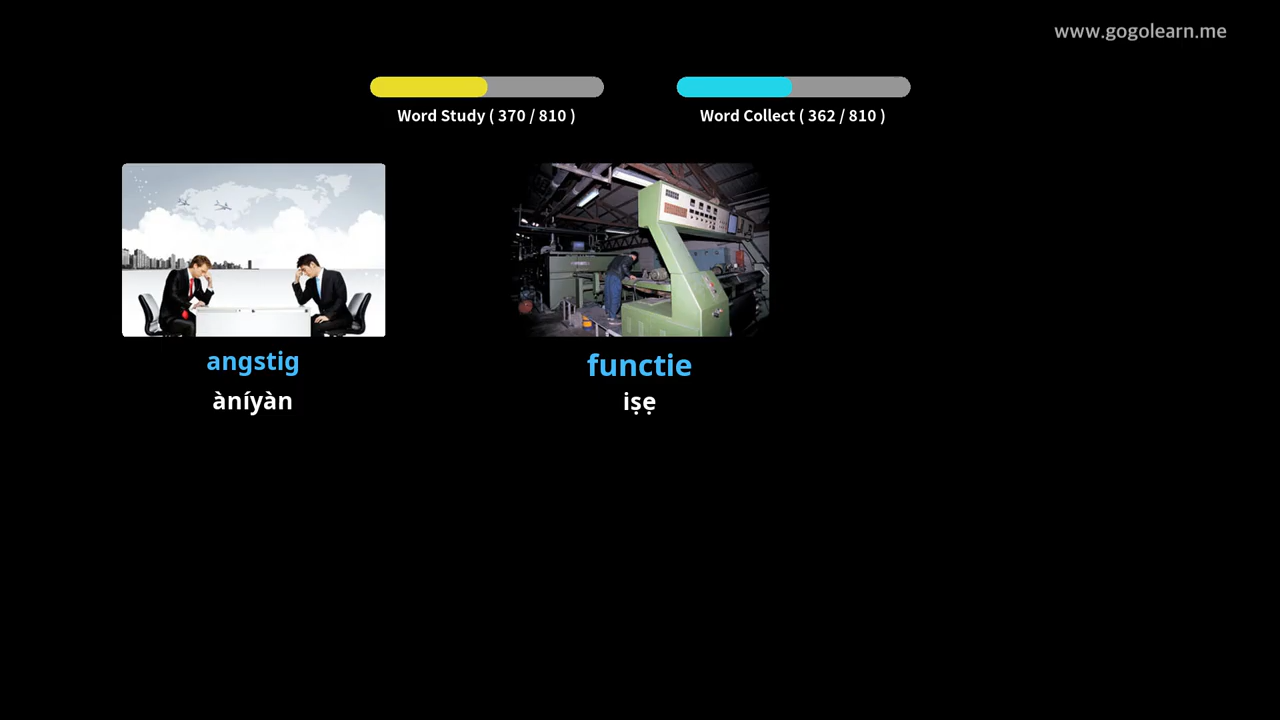 www.gogolearn.me
Word Study ( 370 / 810 )
Word Collect ( 362 / 810 )
angstig
àníyàn
functie
iṣẹ